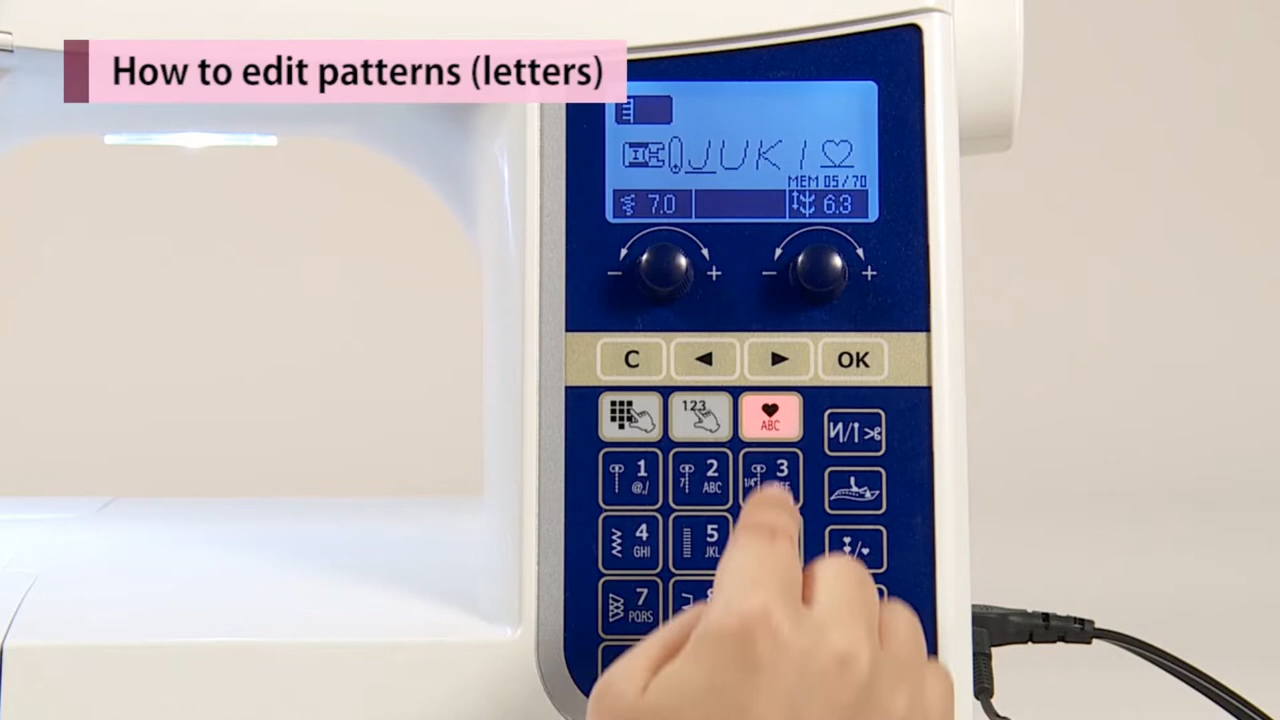 How to edit patterns (letters)
JUKI♡
MEM 05/70
7.0
6.3
- +
- +
C ◀ ▶ OK
123
♥
ABC
1 @./
2 ABC
3
4 GHI
5 JKL
7 PQRS